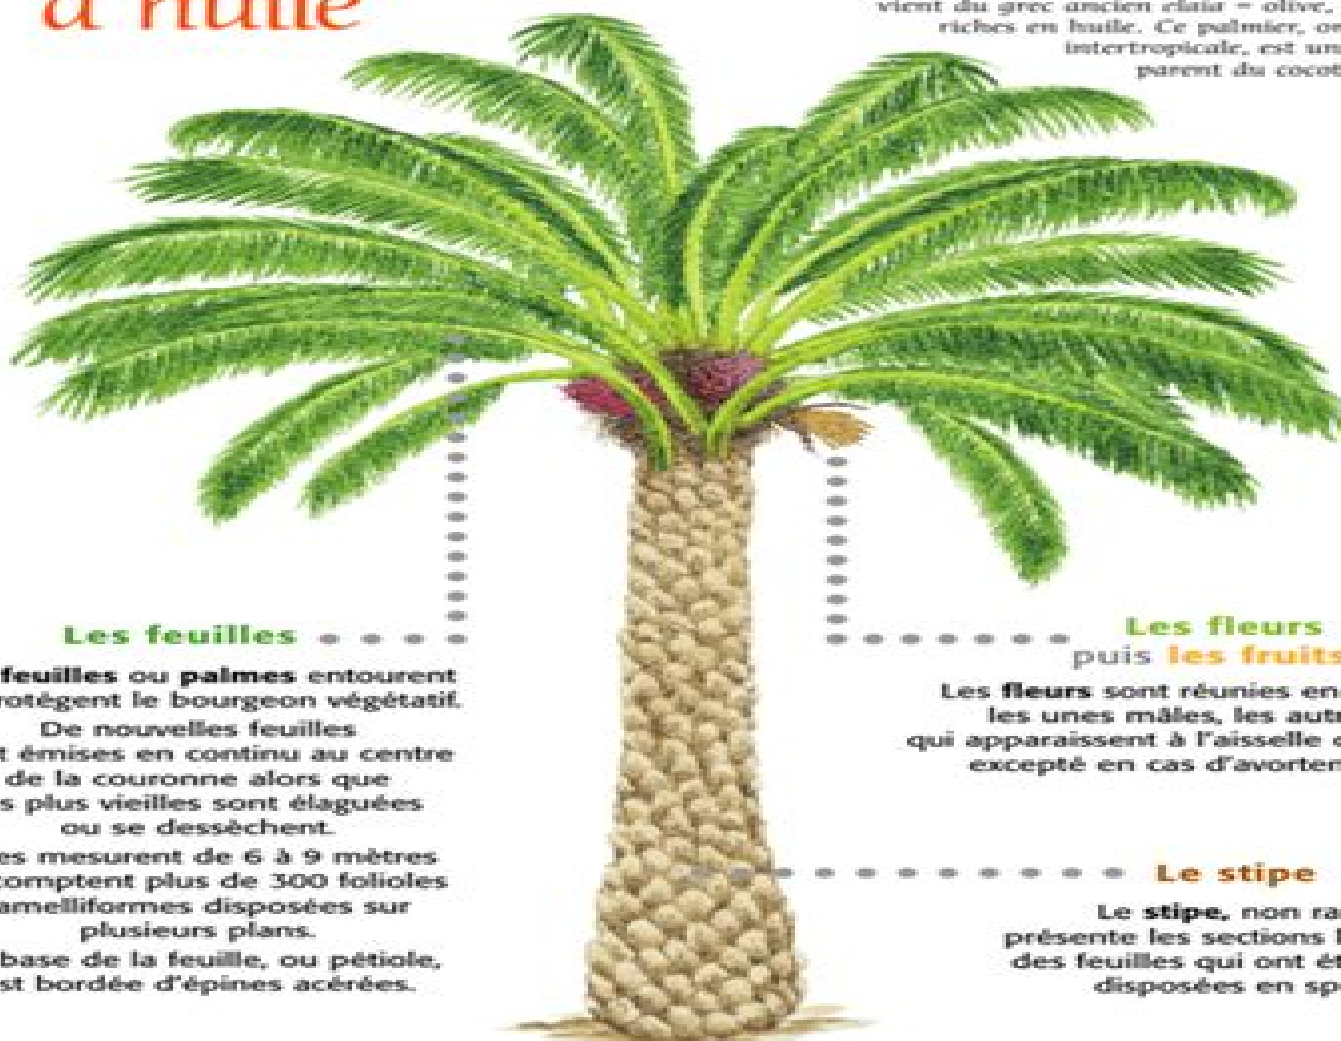 à huile
vient du grec ancien elaia = olive,
riches en huile. Ce palmier, or
intertropicale, est un
parent du cocot
Les feuilles
feuilles ou palmes entourent
rotègent le bourgeon végétatif.
De nouvelles feuilles
t émises en continu au centre
de la couronne alors que
s plus vieilles sont élaguées
ou se dessèchent.
es mesurent de 6 à 9 mètres
comptent plus de 300 folioles
amelliformes disposées sur
plusieurs plans.
base de la feuille, ou pétiole,
st bordée d'épines acérées.
Les fleurs
puis les fruits
Les fleurs sont réunies en
les unes mâles, les autr
qui apparaissent à l'aisselle
excepté en cas d'avorten
Le stipe
Le stipe, non ra
présente les sections
des feuilles qui ont ét
disposées en sp